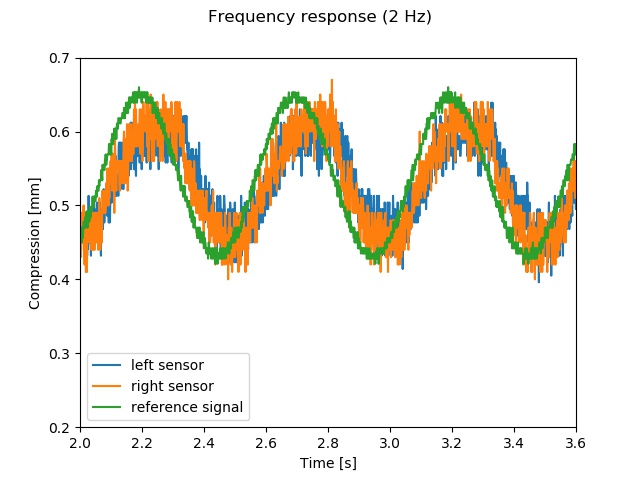 Frequency response (2 Hz)
0.7
0.6
0.5
0.4
0.3
0.2
Compression [mm]
left sensor
right sensor
reference signal
2.0 2.2 2.4 2.6 2.8 3.0 3.2 3.4 3.6
Time [s]